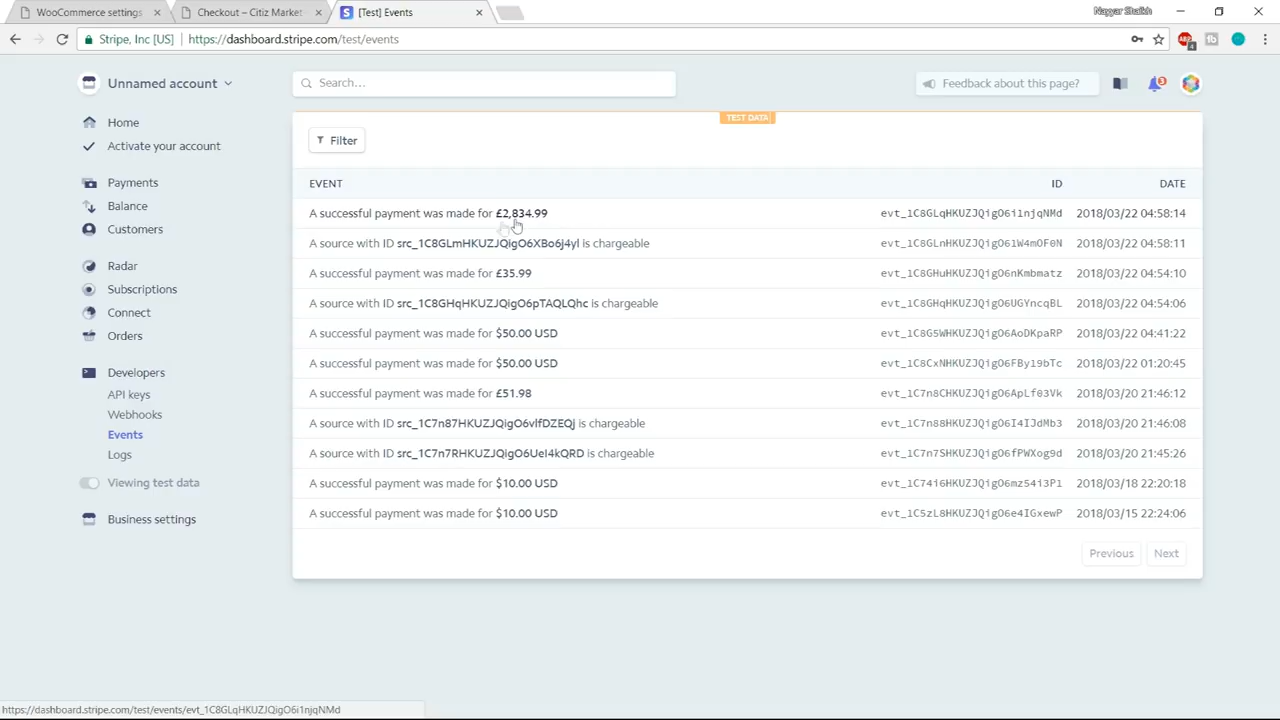 WooCommerce settings
Checkout – Citiz Market
[Test] Events
Nayyar Shaikh
Stripe, Inc [US]
https://dashboard.stripe.com/test/events
Unnamed account
Search...
Feedback about this page?
3
Home
Activate your account
Payments
Balance
Customers
Radar
Subscriptions
Connect
Orders
Developers
API keys
Webhooks
Events
Logs
Viewing test data
Business settings
TEST DATA
Filter
EVENT ID DATE
A successful payment was made for £2,834.99 evt_1C8GLqHKUZJQigO6i1njqNMd 2018/03/22 04:58:14
A source with ID src_1C8GLmHKUZJQigO6XBo6J4yl is chargeable evt_1C8GLnHKUZJQigO61W4mOF0N 2018/03/22 04:58:11
A successful payment was made for £35.99 evt_1C8GHuHKUZJQigO6nKmbmatz 2018/03/22 04:54:10
A source with ID src_1C8GHqHKUZJQigO6pTAQLQhc is chargeable evt_1C8GHqHKUZJQigO6UGYncqBL 2018/03/22 04:54:06
A successful payment was made for $50.00 USD evt_1C8G5WHKUZJQigO6AoDKpaRP 2018/03/22 04:41:22
A successful payment was made for $50.00 USD evt_1C8CxNHKUZJQigO6FByl9bTc 2018/03/22 01:20:45
A successful payment was made for £51.98 evt_1C7n8CHKUZJQigO6ApLf03Vk 2018/03/20 21:46:12
A source with ID src_1C7n87HKUZJQigO6vlfDZEQj is chargeable evt_1C7n88HKUZJQigO6I4IJdMb3 2018/03/20 21:46:08
A source with ID src_1C7n7RHKUZJQigO6UeI4kQRD is chargeable evt_1C7n7SHKUZJQigO6fPWXog9d 2018/03/20 21:45:26
A successful payment was made for $10.00 USD evt_1C74i6HKUZJQigO6mz54i3Pl 2018/03/18 22:20:18
A successful payment was made for $10.00 USD evt_1C5zL8HKUZJQigO6e4IGxewP 2018/03/15 22:24:06
Previous Next
https://dashboard.stripe.com/test/events/evt_1C8GLqHKUZJQigO6i1njqNMd